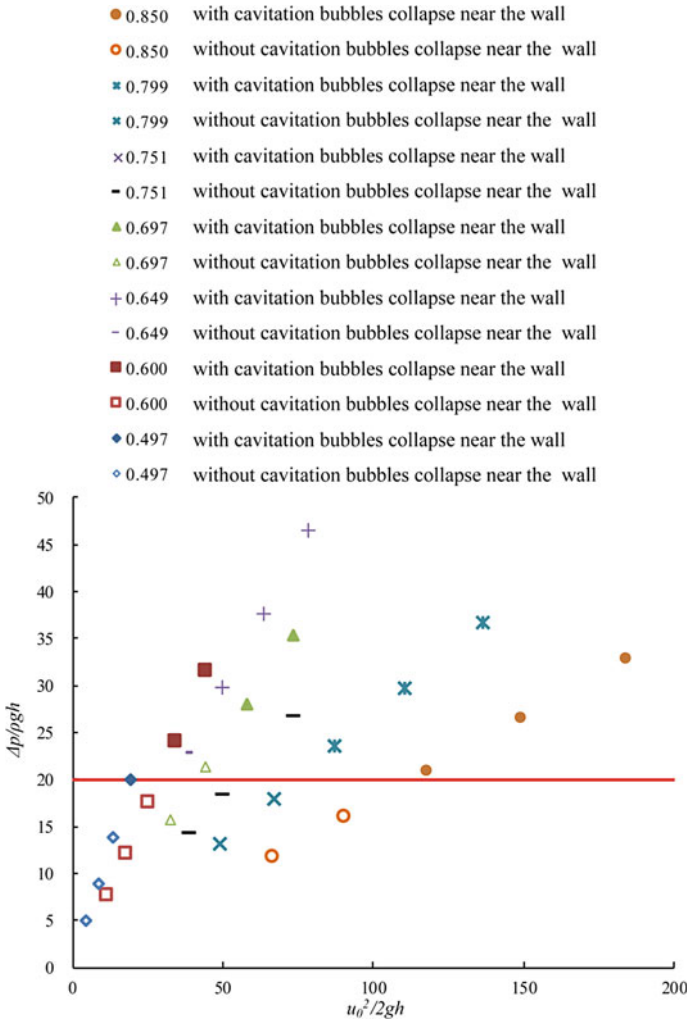 0.850 with cavitation bubbles collapse near the wall
0.850 without cavitation bubbles collapse near the wall
0.799 with cavitation bubbles collapse near the wall
0.799 without cavitation bubbles collapse near the wall
0.751 with cavitation bubbles collapse near the wall
0.751 without cavitation bubbles collapse near the wall
0.697 with cavitation bubbles collapse near the wall
0.697 without cavitation bubbles collapse near the wall
0.649 with cavitation bubbles collapse near the wall
0.649 without cavitation bubbles collapse near the wall
0.600 with cavitation bubbles collapse near the wall
0.600 without cavitation bubbles collapse near the wall
0.497 with cavitation bubbles collapse near the wall
0.497 without cavitation bubbles collapse near the wall
50
45
40
35
30
25
20
15
10
5
0
Δp/ρgh
0 50 100 150 200
u₀²/2gh